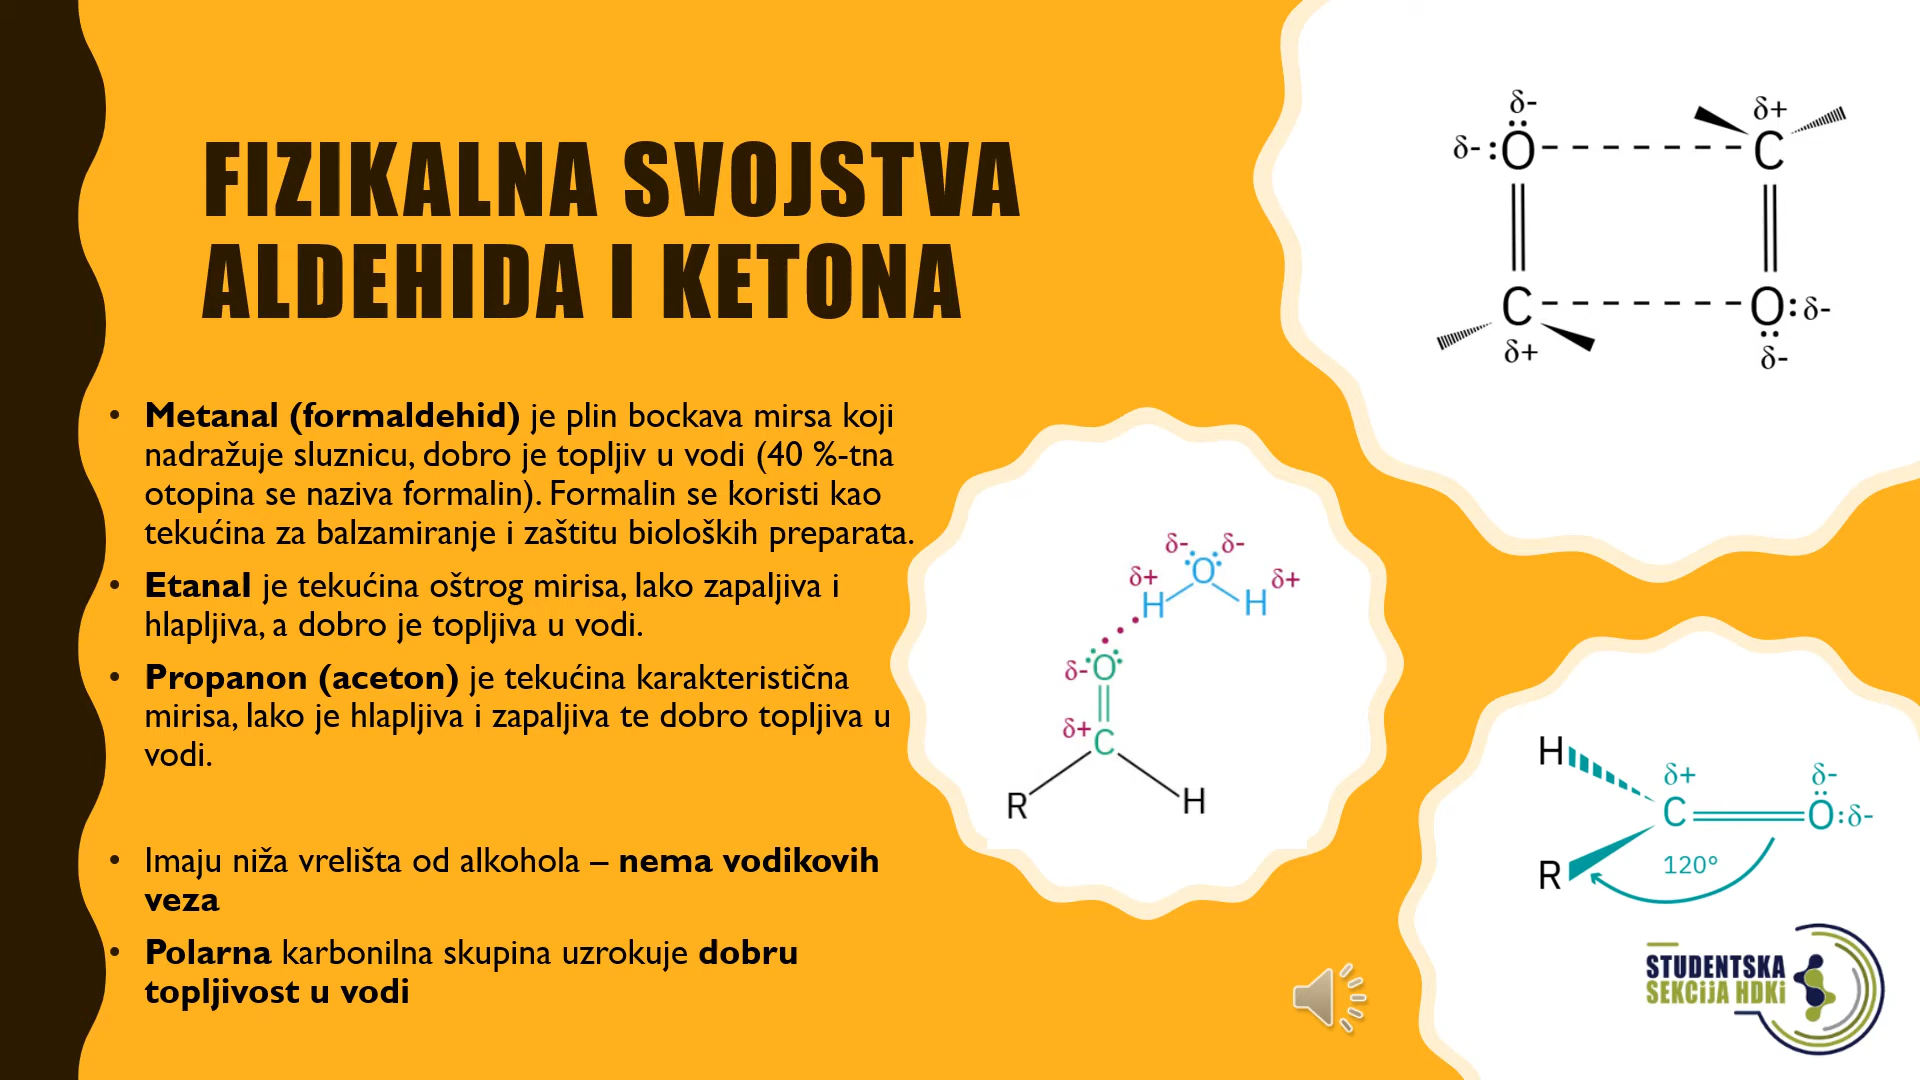 FIZIKALNA SVOJSTVA
ALDEHIDA I KETONA
• Metanal (formaldehid) je plin bockava mirsa koji
nadražuje sluznicu, dobro je topljiv u vodi (40 %-tna
otopina se naziva formalin). Formalin se koristi kao
tekućina za balzamiranje i zaštitu bioloških preparata.
• Etanal je tekućina oštrog mirisa, lako zapaljiva i
hlapljiva, a dobro je topljiva u vodi.
• Propanon (aceton) je tekućina karakteristična
mirisa, lako je hlapljiva i zapaljiva te dobro topljiva u
vodi.
• Imaju niža vrelišta od alkohola – nema vodikovih
veza
• Polarna karbonilna skupina uzrokuje dobru
topljivost u vodi
δ- δ+
δ- :O C
C O: δ-
δ+ δ-
δ- δ-
δ+ O δ+
H H
δ- O
δ+ C
R H
H δ+ δ-
C O: δ-
R 120°
STUDENTSKA
SEKCIJA HDKI